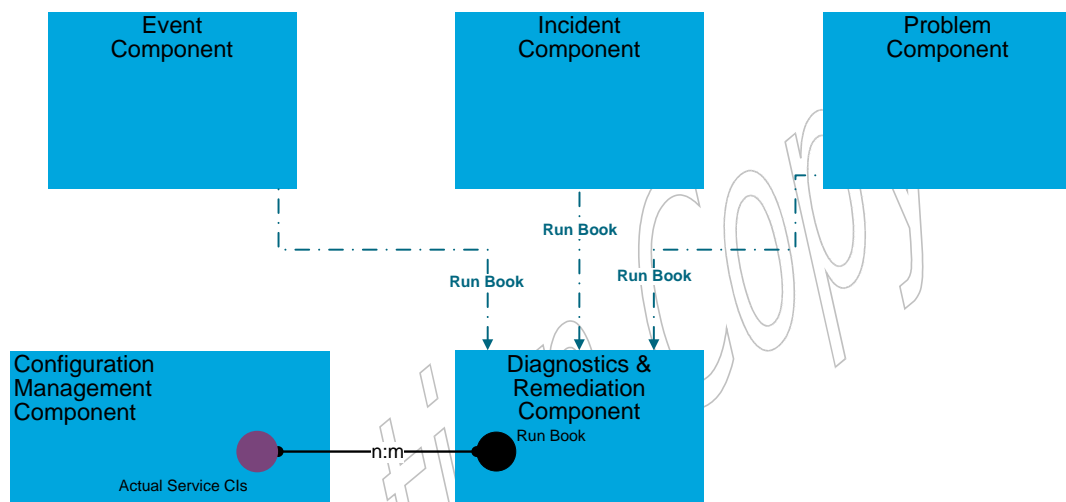 Event
Component
Incident
Component
Problem
Component
Run Book
Run Book
Run Book
Configuration
Management
Component
Diagnostics &
Remediation
Component
Run Book
n:m
Actual Service CIs
Copy